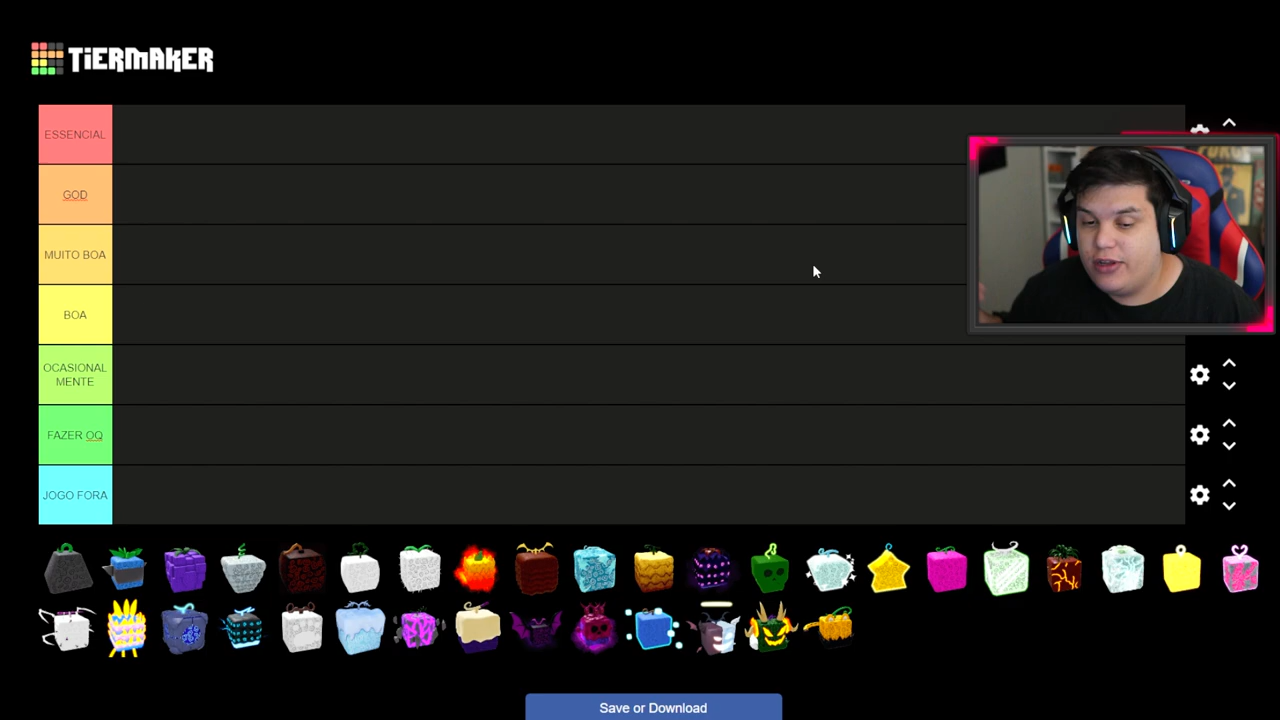 TiERMAKER
ESSENCIAL
GOD
MUITO BOA
BOA
OCASIONAL
MENTE
FAZER OQ
JOGO FORA
Save or Download